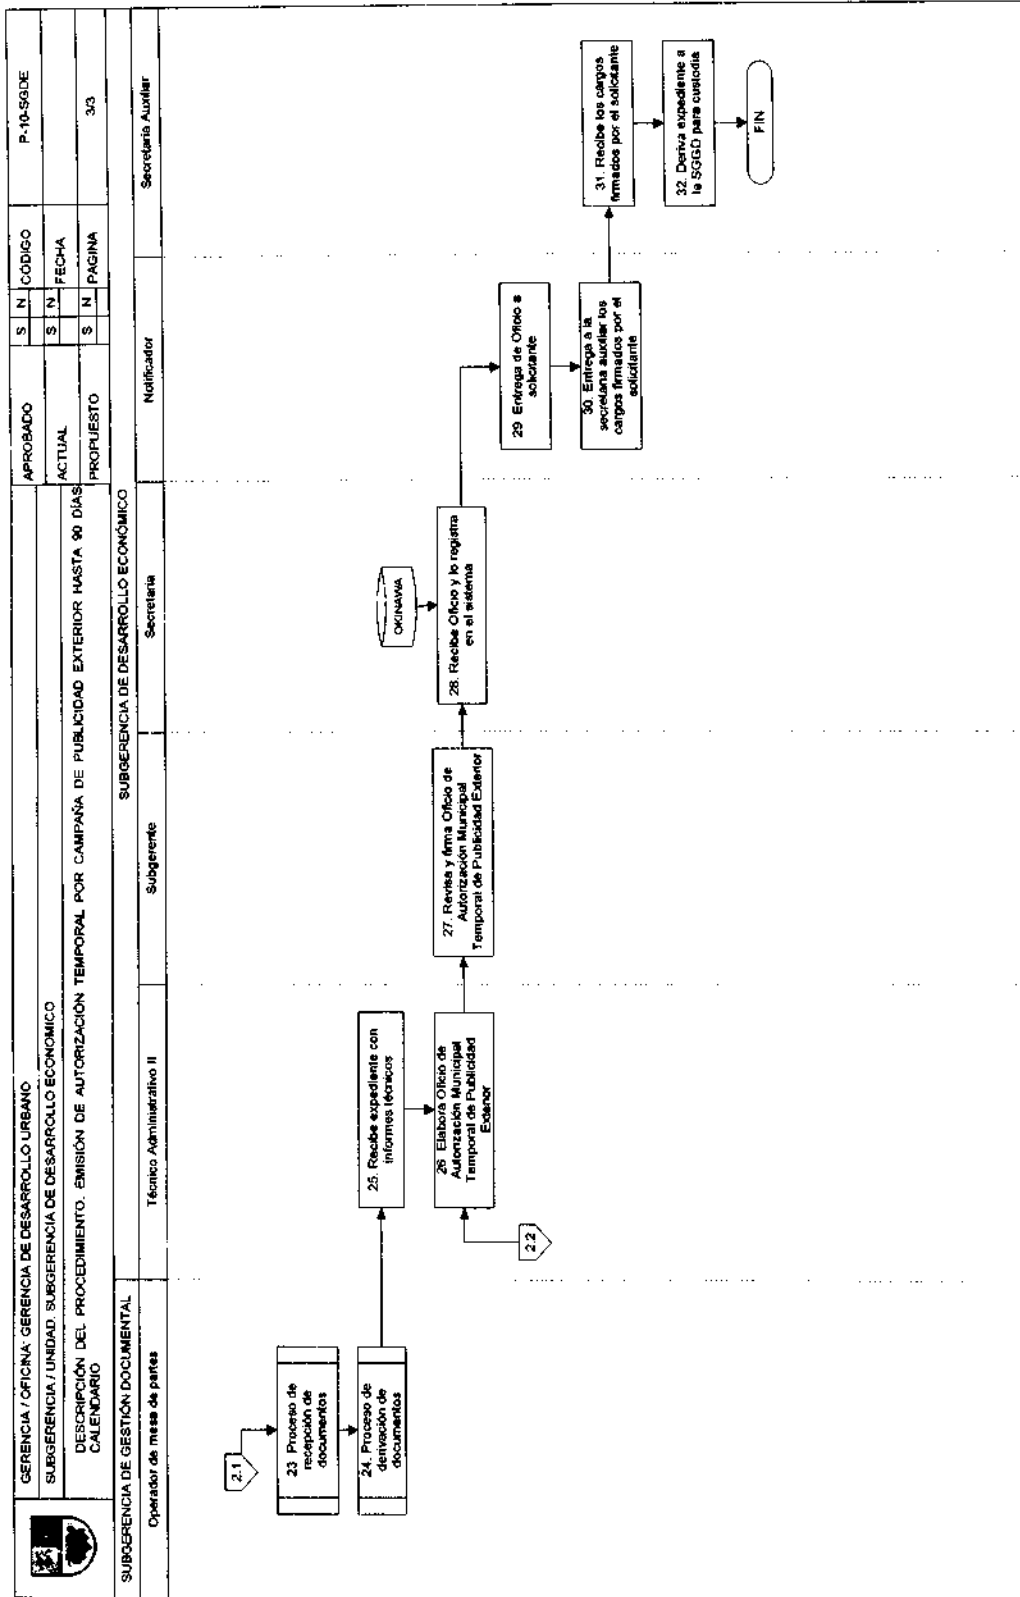 GERENCIA / OFICINA: GERENCIA DE DESARROLLO URBANO
APROBADO
S N
CÓDIGO
P-10-SGDE
SUBGERENCIA / UNIDAD. SUBGERENCIA DE DESARROLLO ECONOMICO
ACTUAL
S N
FECHA
DESCRIPCIÓN DEL PROCEDIMIENTO. EMISIÓN DE AUTORIZACIÓN TEMPORAL POR CAMPAÑA DE PUBLICIDAD EXTERIOR HASTA 90 DÍAS
CALENDARIO
PROPUESTO
S N
PAGINA
3/3
SUBGERENCIA DE GESTIÓN DOCUMENTAL
SUBGERENCIA DE DESARROLLO ECONÓMICO
Operador de mesa de partes
Técnico Administrativo II
Subgerente
Secretaria
Notificador
Secretaria Auxiliar
2.1
23 Proceso de
recepción de
documentos
24. Proceso de
derivación de
documentos
25. Recibe expediente con
informes técnicos
26 Elabora Oficio de
Autorización Municipal
Temporal de Publicidad
Exterior
2.2
27. Revisa y firma Oficio de
Autorización Municipal
Temporal de Publicidad Exterior
OKINAWA
28. Recibe Oficio y lo registra
en el sistema
29 Entrega de Oficio a
solicitante
30. Entrega a la
secretaria auxiliar los
cargos firmados por el
solicitante
31. Recibe los cargos
firmados por el solicitante
32. Deriva expediente a
la SGGD para custodia
FIN